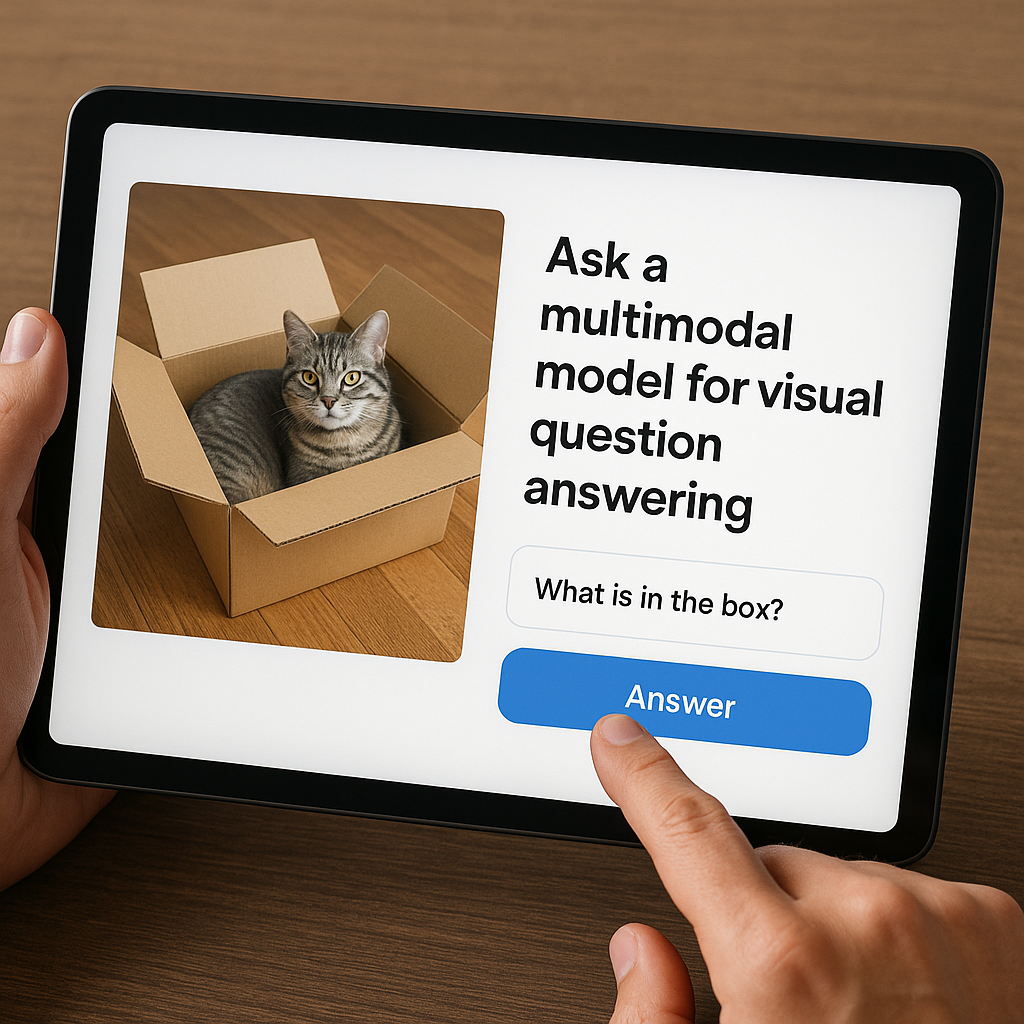 Ask a
multimodal
model for visual
question
answering
What is in the box?
Answer